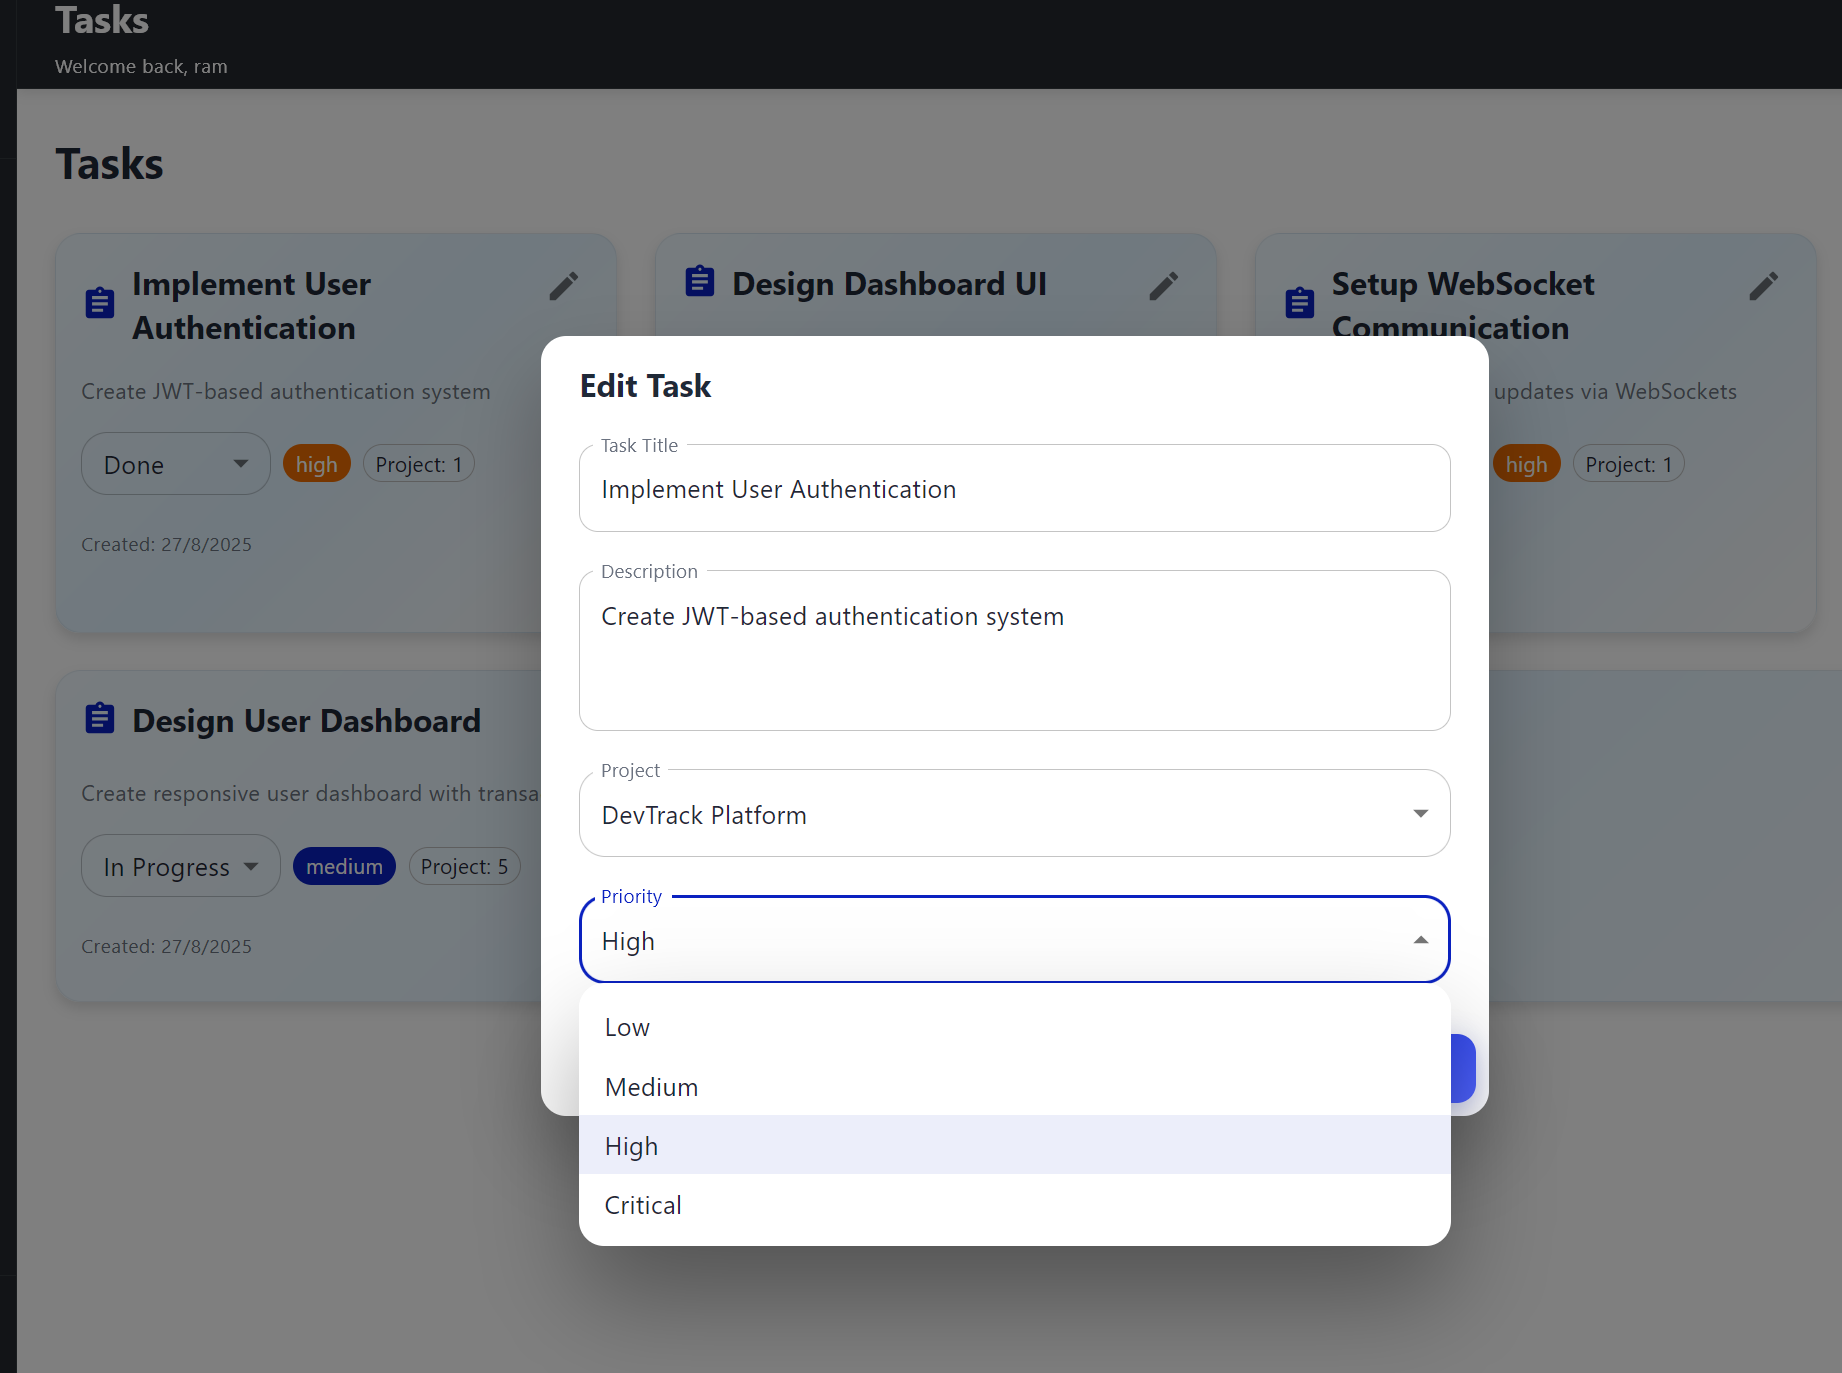 Tasks
Welcome back, ram
Tasks
Implement User
Authentication
Create JWT-based authentication system
Done
high
Project: 1
Created: 27/8/2025
Design Dashboard UI
Setup WebSocket
Communication
updates via WebSockets
high
Project: 1
Design User Dashboard
Create responsive user dashboard with
In Progress
medium
Project: 5
Created: 27/8/2025
Edit Task
Task Title
Implement User Authentication
Description
Create JWT-based authentication system
Project
DevTrack Platform
Priority
High
Low
Medium
High
Critical